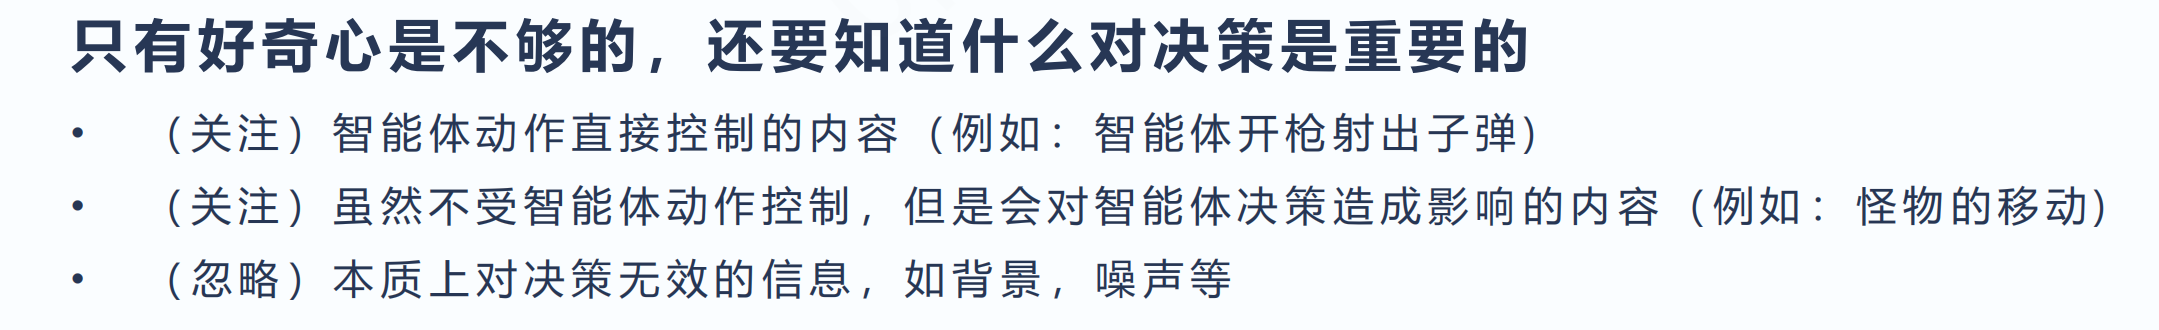 只有好奇心是不够的，还要知道什么对决策是重要的
• （关注）智能体动作直接控制的内容（例如：智能体开枪射出子弹）
• （关注）虽然不受智能体动作控制，但是会对智能体决策造成影响的内容（例如：怪物的移动）
• （忽略）本质上对决策无效的信息，如背景，噪声等